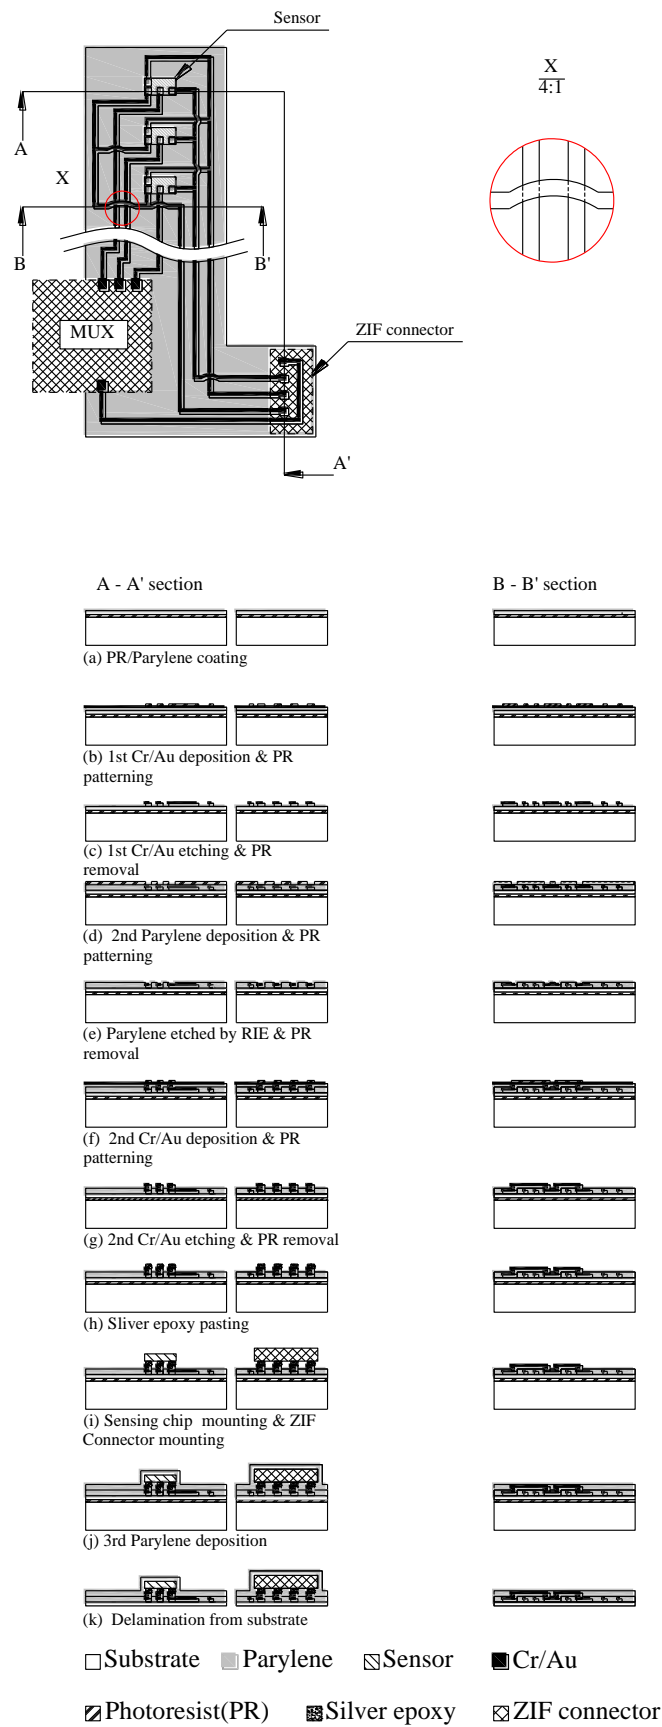 Sensor
X
4:1
A
X
B
B'
MUX
ZIF connector
A'
A - A' section
B - B' section
(a) PR/Parylene coating
(b) 1st Cr/Au deposition & PR
patterning
(c) 1st Cr/Au etching & PR
removal
(d) 2nd Parylene deposition & PR
patterning
(e) Parylene etched by RIE & PR
removal
(f) 2nd Cr/Au deposition & PR
patterning
(g) 2nd Cr/Au etching & PR removal
(h) Sliver epoxy pasting
(i) Sensing chip mounting & ZIF
Connector mounting
(j) 3rd Parylene deposition
(k) Delamination from substrate
Substrate Parylene Sensor Cr/Au
Photoresist(PR) Silver epoxy ZIF connector